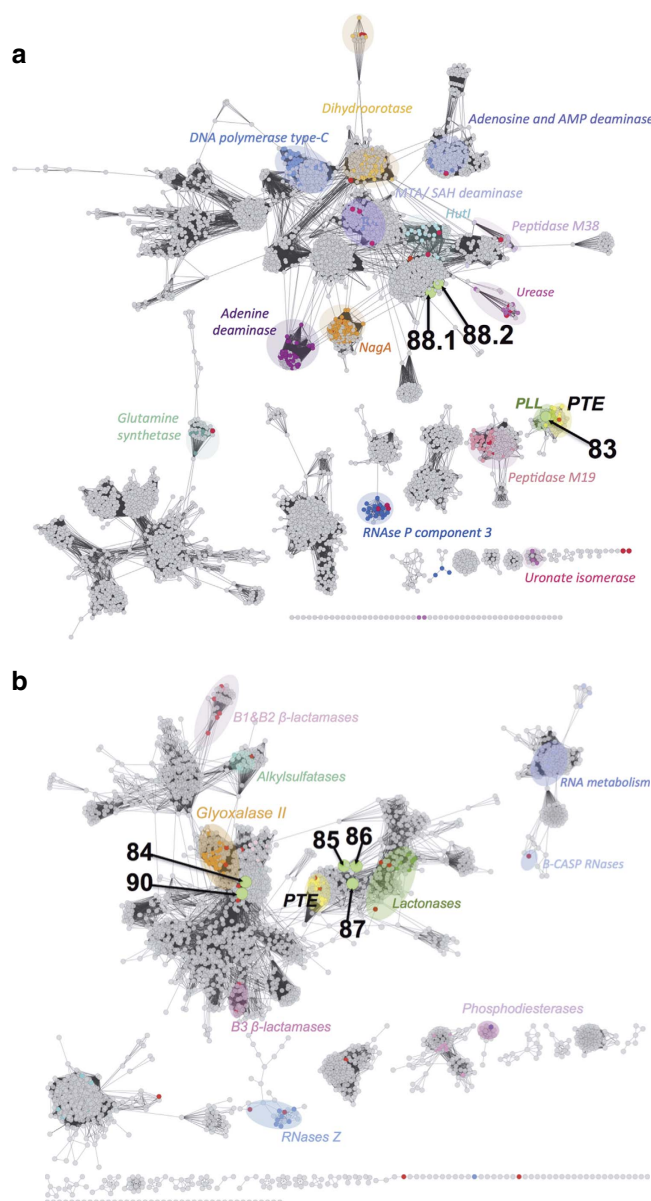 a
Dihydroorotase
Adenosine and AMP deaminase
DNA polymerase type-C
MTA/ SAH deaminase
HutI
Peptidase M38
Urease
Adenine
deaminase
NagA
88.1
88.2
Glutamine
synthetase
PLL
PTE
83
Peptidase M19
RNAse P component 3
Uronate isomerase
b
B1&B2 β-lactamases
Alkylsulfatases
RNA metabolism
Glyoxalase II
84
90
85
86
B-CASP RNases
PTE
87
Lactonases
B3 β-lactamases
Phosphodiesterases
RNases Z